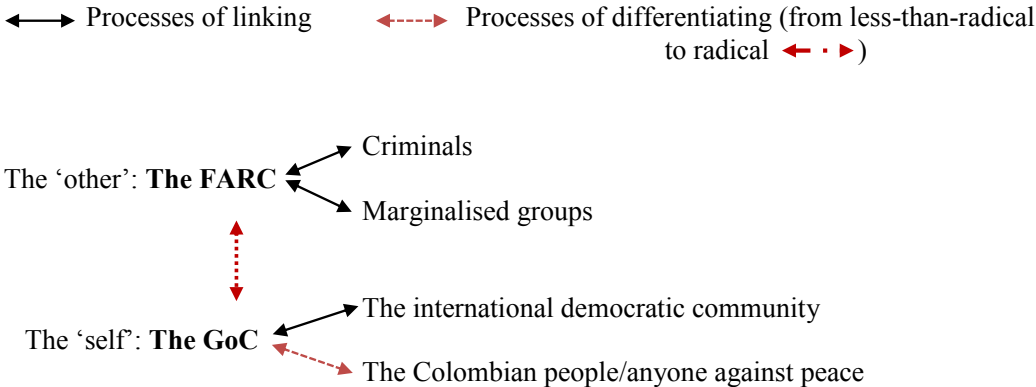 Processes of linking
Processes of differentiating (from less-than-radical
to radical )
Criminals
The ‘other’: The FARC
Marginalised groups
The international democratic community
The ‘self’: The GoC
The Colombian people/anyone against peace